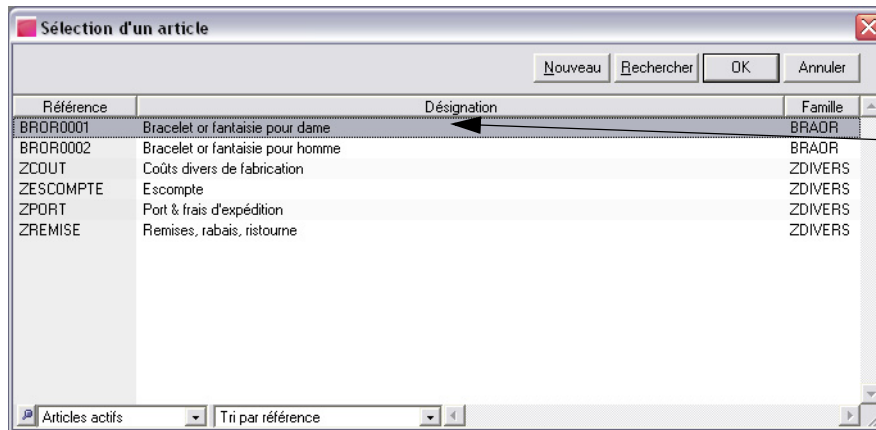 Sélection d'un article
Nouveau Rechercher OK Annuler
Référence Désignation Famille
BROR0001 Bracelet or fantaisie pour dame BRAOR
BROR0002 Bracelet or fantaisie pour homme BRAOR
ZCOUT Coûts divers de fabrication ZDIVERS
ZESCOMPTE Escompte ZDIVERS
ZPORT Port & frais d'expédition ZDIVERS
ZREMISE Remises, rabais, ristourne ZDIVERS
Articles actifs Tri par référence